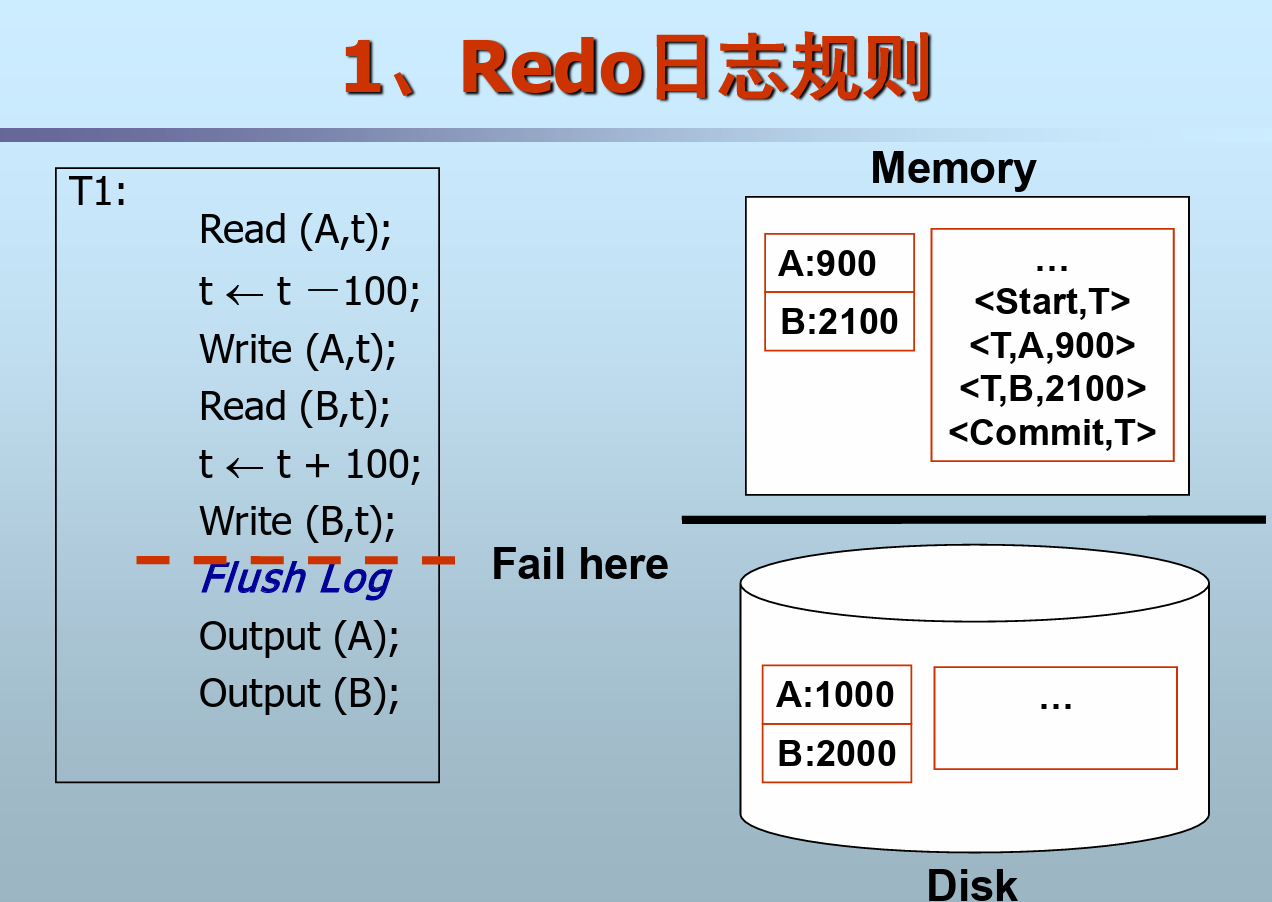 1、Redo日志规则
T1:
Read (A,t);
t ← t －100;
Write (A,t);
Read (B,t);
t ← t + 100;
Write (B,t);
Flush Log
Output (A);
Output (B);
Fail here
Memory
A:900
B:2100
…
<Start,T>
<T,A,900>
<T,B,2100>
<Commit,T>
A:1000
B:2000
…
Disk